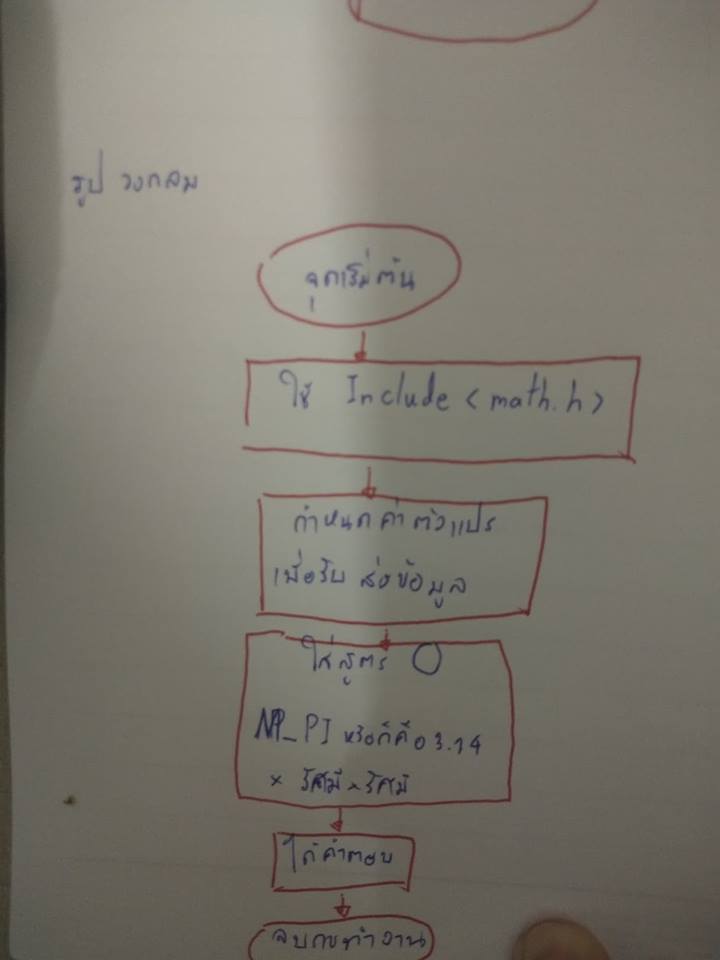 รูป วงกลม
จุดเริ่มต้น
ใช้ Include <math.h>
กำหนดค่าตัวแปร
เพื่อรับ ส่งข้อมูล
ใส่สูตร
_PI หรือก็คือ 3.14
× รัศมี × รัศมี
ได้คำตอบ
จบการทำงาน